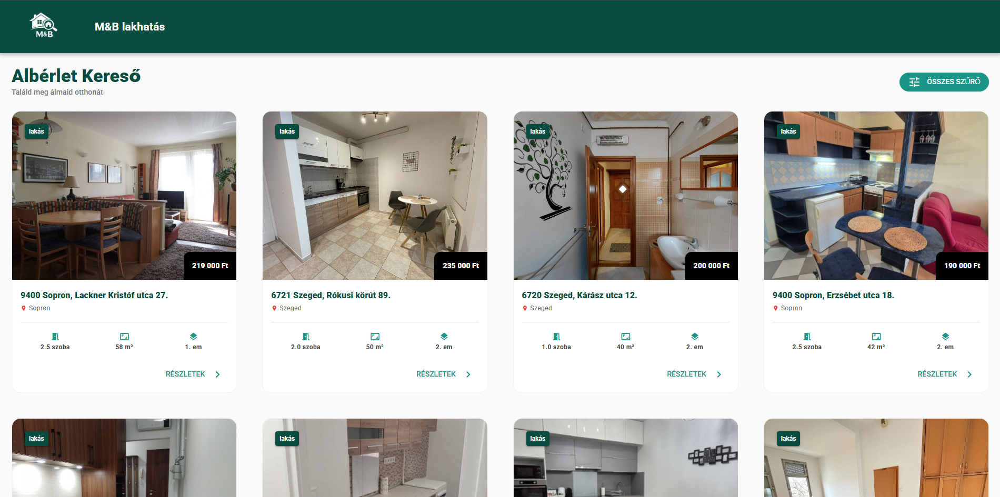 M&B
M&B lakhatás
Albérlet Kereső
Találd meg álmaid otthonát
ÖSSZES SZŰRŐ
lakás
219 000 Ft
9400 Sopron, Lackner Kristóf utca 27.
Sopron
2.5 szoba
58 m²
1. em
RÉSZLETEK
lakás
235 000 Ft
6721 Szeged, Rókusi körút 89.
Szeged
2.0 szoba
50 m²
2. em
RÉSZLETEK
lakás
200 000 Ft
6720 Szeged, Kárász utca 12.
Szeged
1.0 szoba
40 m²
2. em
RÉSZLETEK
lakás
190 000 Ft
9400 Sopron, Erzsébet utca 18.
Sopron
2.5 szoba
42 m²
2. em
RÉSZLETEK
lakás
lakás
lakás
lakás